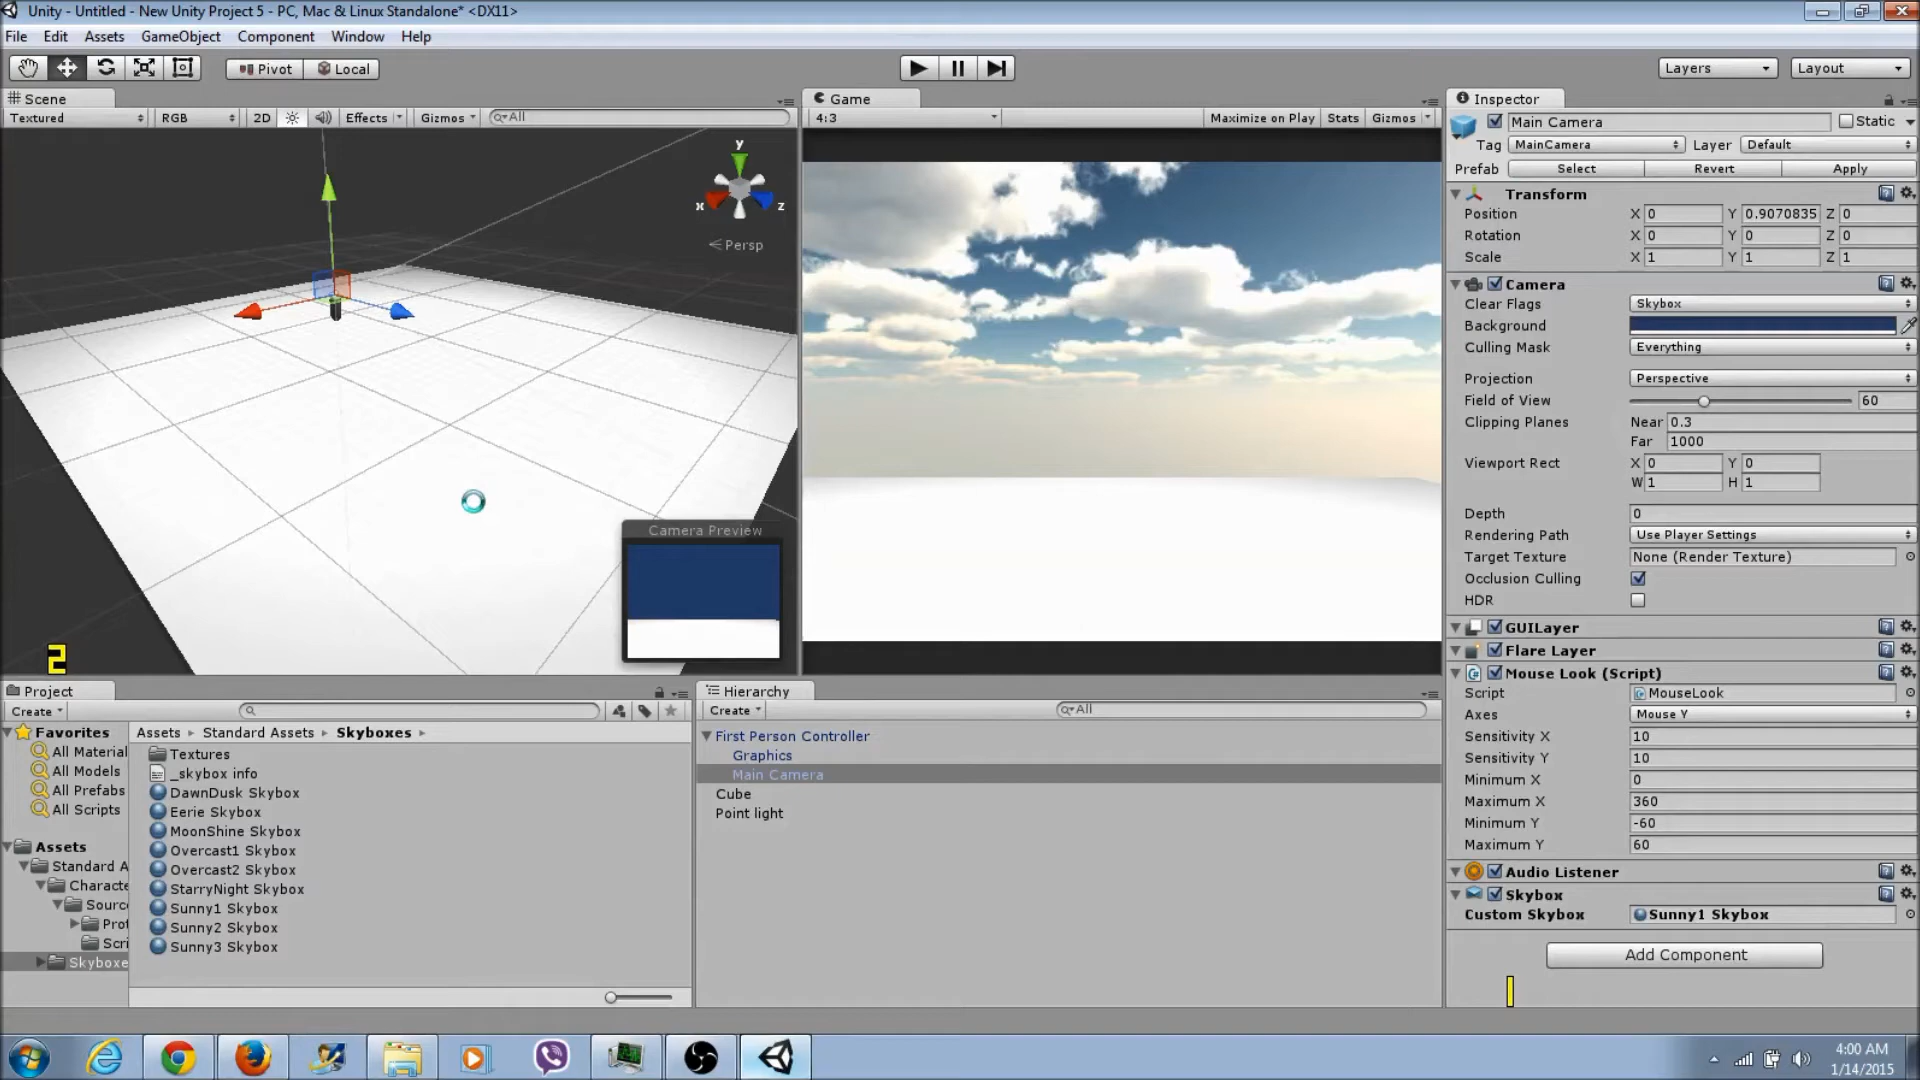 Unity - Untitled - New Unity Project 5 - PC, Mac & Linux Standalone* <DX11>
File Edit Assets GameObject Component Window Help
Pivot Local Layers Layout
Scene
Textured RGB 2D Effects Gizmos All
y
x z
Persp
Camera Preview
2
Game
4:3 Maximize on Play Stats Gizmos
Inspector
Main Camera Static
Tag MainCamera Layer Default
Prefab Select Revert Apply
Transform
Position X 0 Y 0.9070835 Z 0
Rotation X 0 Y 0 Z 0
Scale X 1 Y 1 Z 1
Camera
Clear Flags Skybox
Background
Culling Mask Everything
Projection Perspective
Field of View 60
Clipping Planes Near 0.3
Far 1000
Viewport Rect X 0 Y 0
W 1 H 1
Depth 0
Rendering Path Use Player Settings
Target Texture None (Render Texture)
Occlusion Culling
HDR
GUILayer
Flare Layer
Mouse Look (Script)
Script MouseLook
Axes Mouse Y
Sensitivity X 10
Sensitivity Y 10
Minimum X 0
Maximum X 360
Minimum Y -60
Maximum Y 60
Audio Listener
Skybox
Custom Skybox Sunny1 Skybox
Add Component
Project
Create
Favorites
All Material
All Models
All Prefabs
All Scripts
Assets
Standard A
Characte
Sourc
Prot
Scri
Skyboxe
Assets Standard Assets Skyboxes
Textures
_skybox info
DawnDusk Skybox
Eerie Skybox
MoonShine Skybox
Overcast1 Skybox
Overcast2 Skybox
StarryNight Skybox
Sunny1 Skybox
Sunny2 Skybox
Sunny3 Skybox
Hierarchy
Create All
First Person Controller
Graphics
Main Camera
Cube
Point light
4:00 AM
1/14/2015